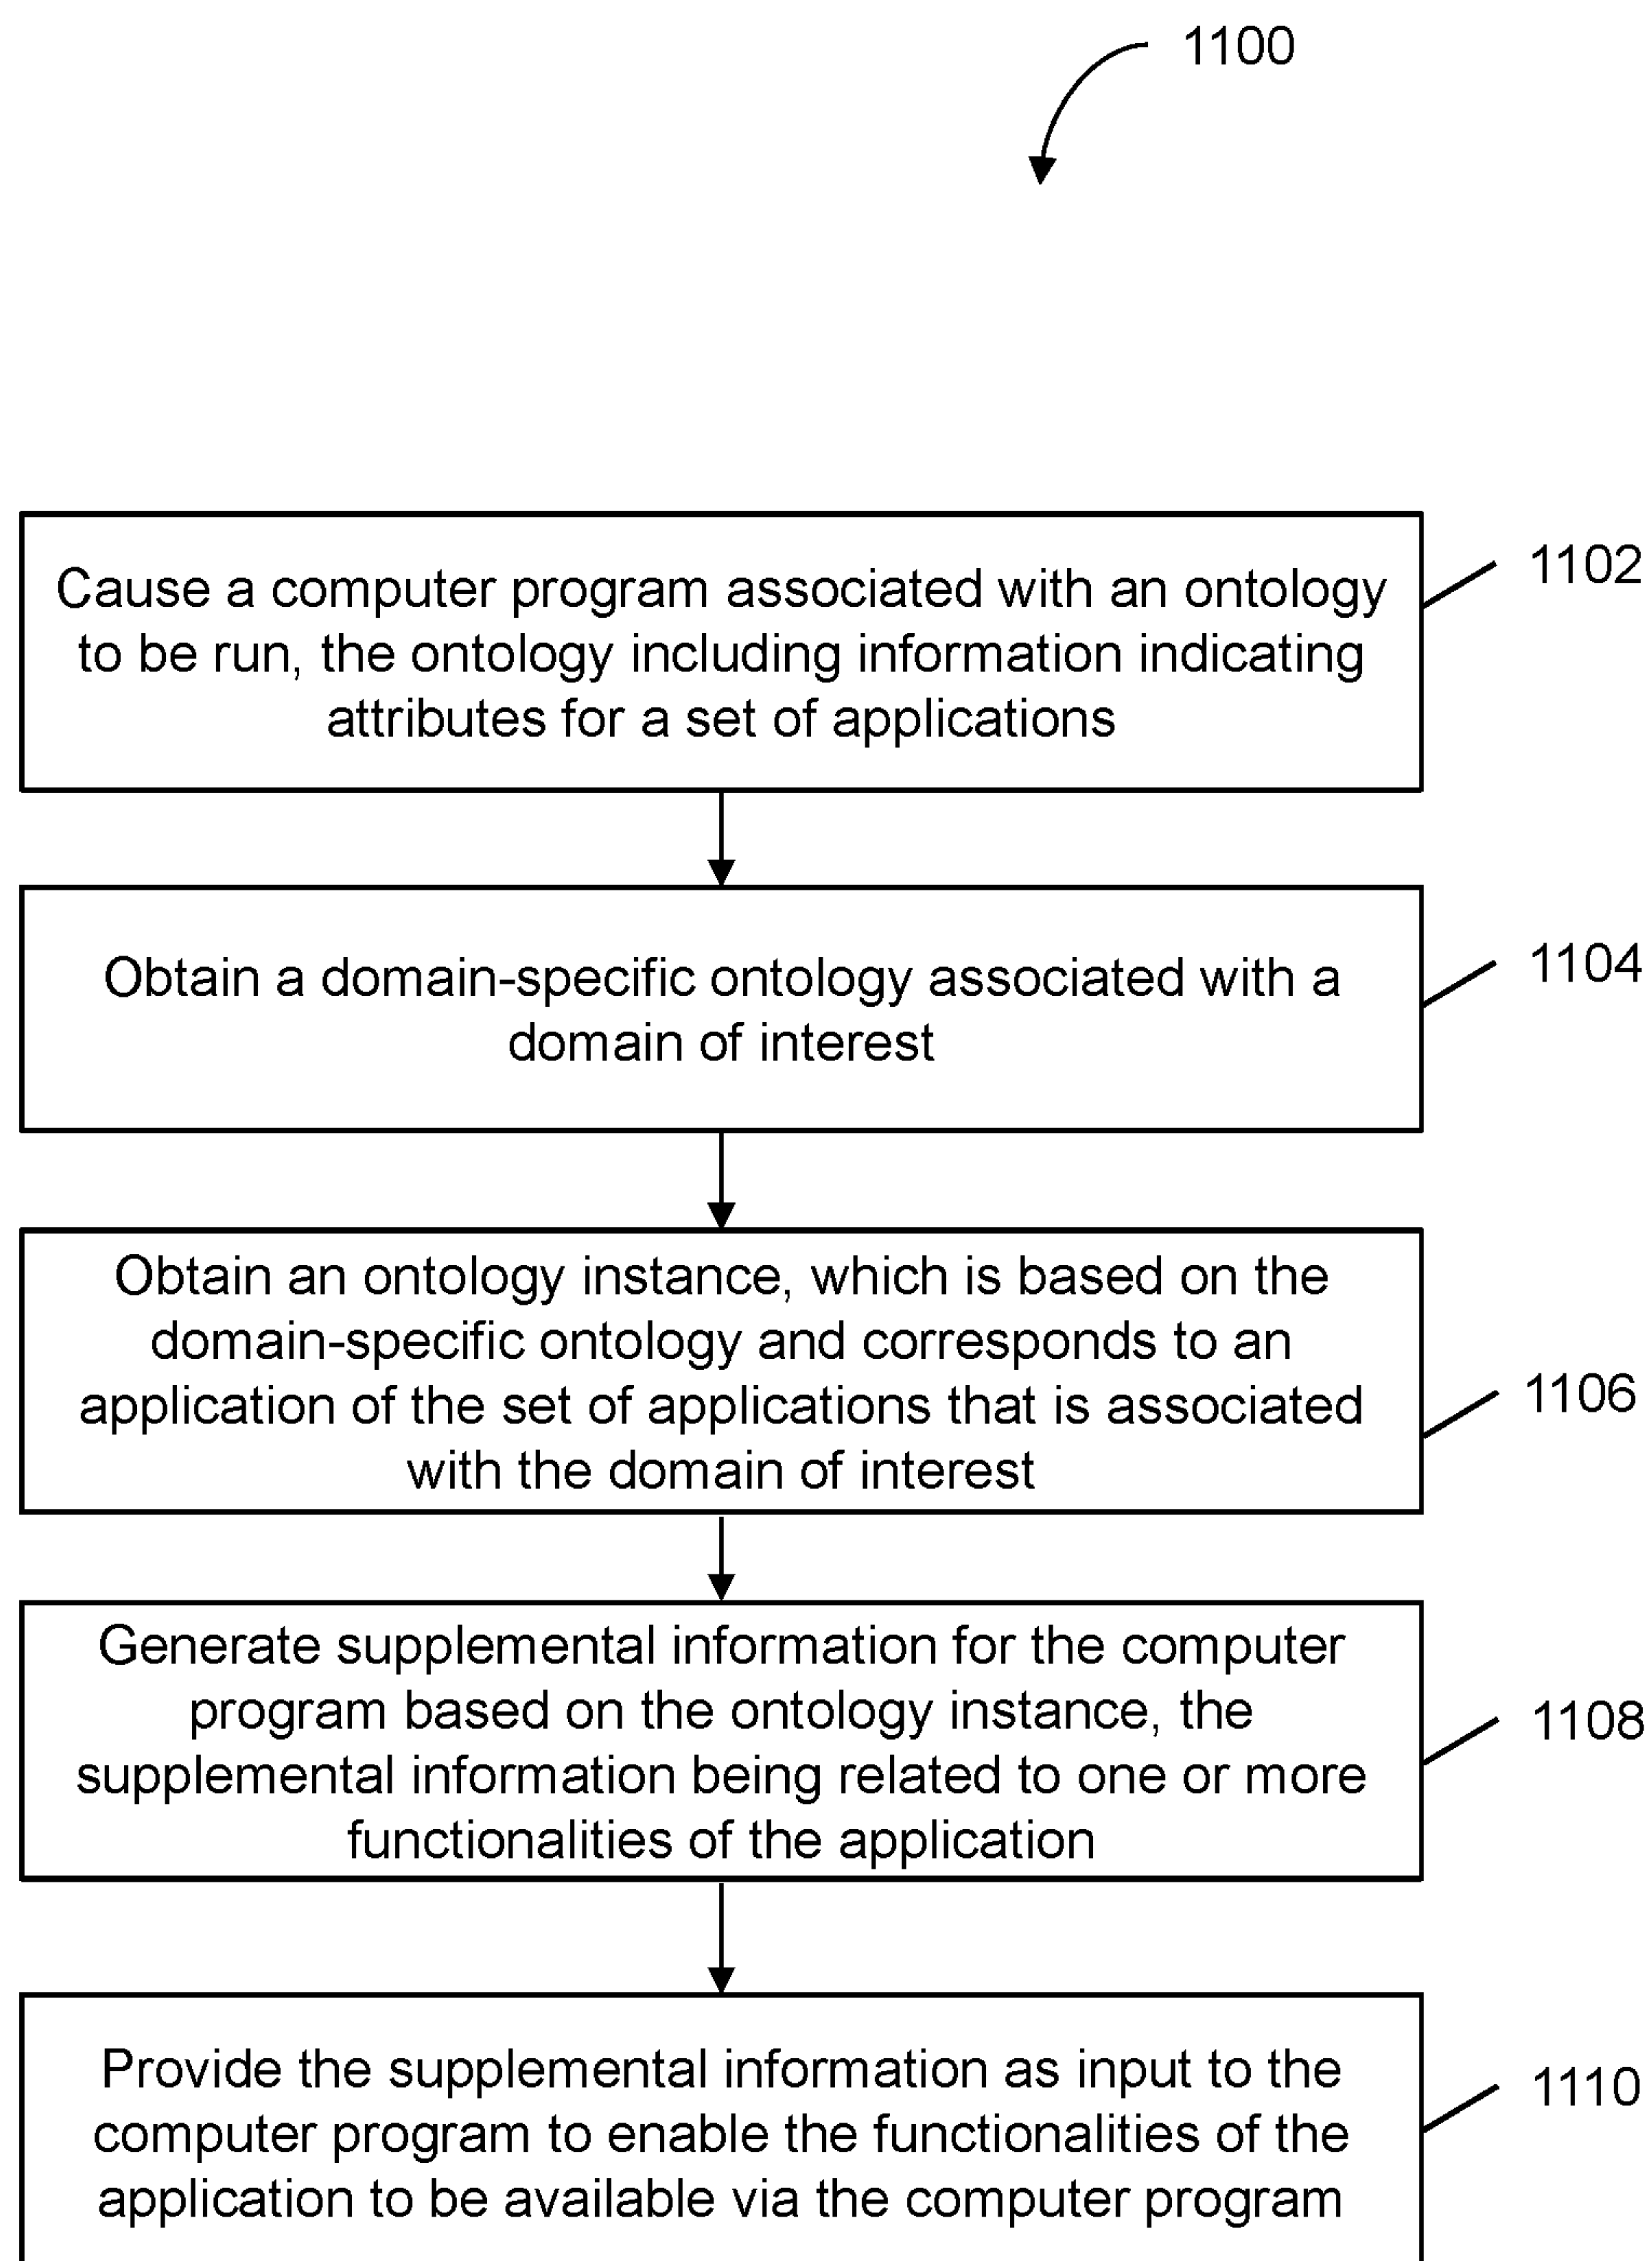 1100
Cause a computer program associated with an ontology
to be run, the ontology including information indicating
attributes for a set of applications
1102
Obtain a domain-specific ontology associated with a
domain of interest
1104
Obtain an ontology instance, which is based on the
domain-specific ontology and corresponds to an
application of the set of applications that is associated
with the domain of interest
1106
Generate supplemental information for the computer
program based on the ontology instance, the
supplemental information being related to one or more
functionalities of the application
1108
Provide the supplemental information as input to the
computer program to enable the functionalities of the
application to be available via the computer program
1110